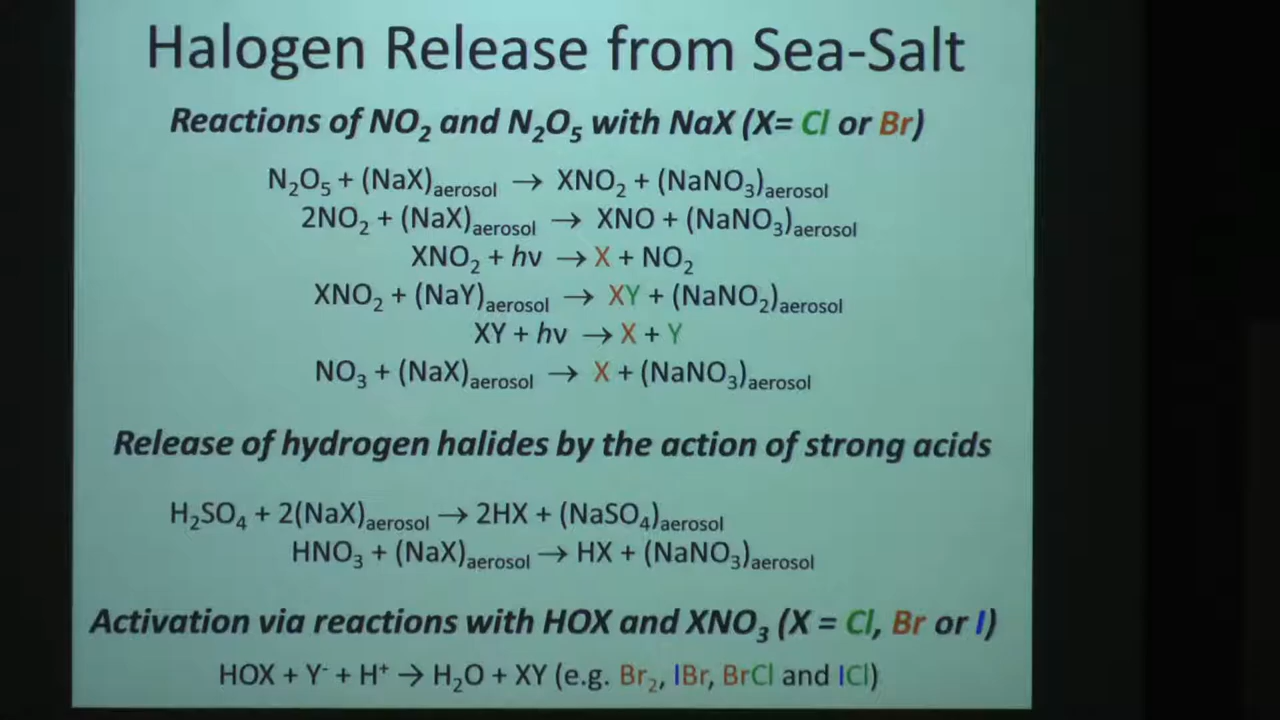 Halogen Release from Sea-Salt
Reactions of NO₂ and N₂O₅ with NaX (X= Cl or Br)
N₂O₅ + (NaX)aerosol → XNO₂ + (NaNO₃)aerosol
2NO₂ + (NaX)aerosol → XNO + (NaNO₃)aerosol
XNO₂ + hν → X + NO₂
XNO₂ + (NaY)aerosol → XY + (NaNO₂)aerosol
XY + hν → X + Y
NO₃ + (NaX)aerosol → X + (NaNO₃)aerosol
Release of hydrogen halides by the action of strong acids
H₂SO₄ + 2(NaX)aerosol → 2HX + (NaSO₄)aerosol
HNO₃ + (NaX)aerosol → HX + (NaNO₃)aerosol
Activation via reactions with HOX and XNO₃ (X = Cl, Br or I)
HOX + Y⁻ + H⁺ → H₂O + XY (e.g. Br₂, IBr, BrCl and ICl)